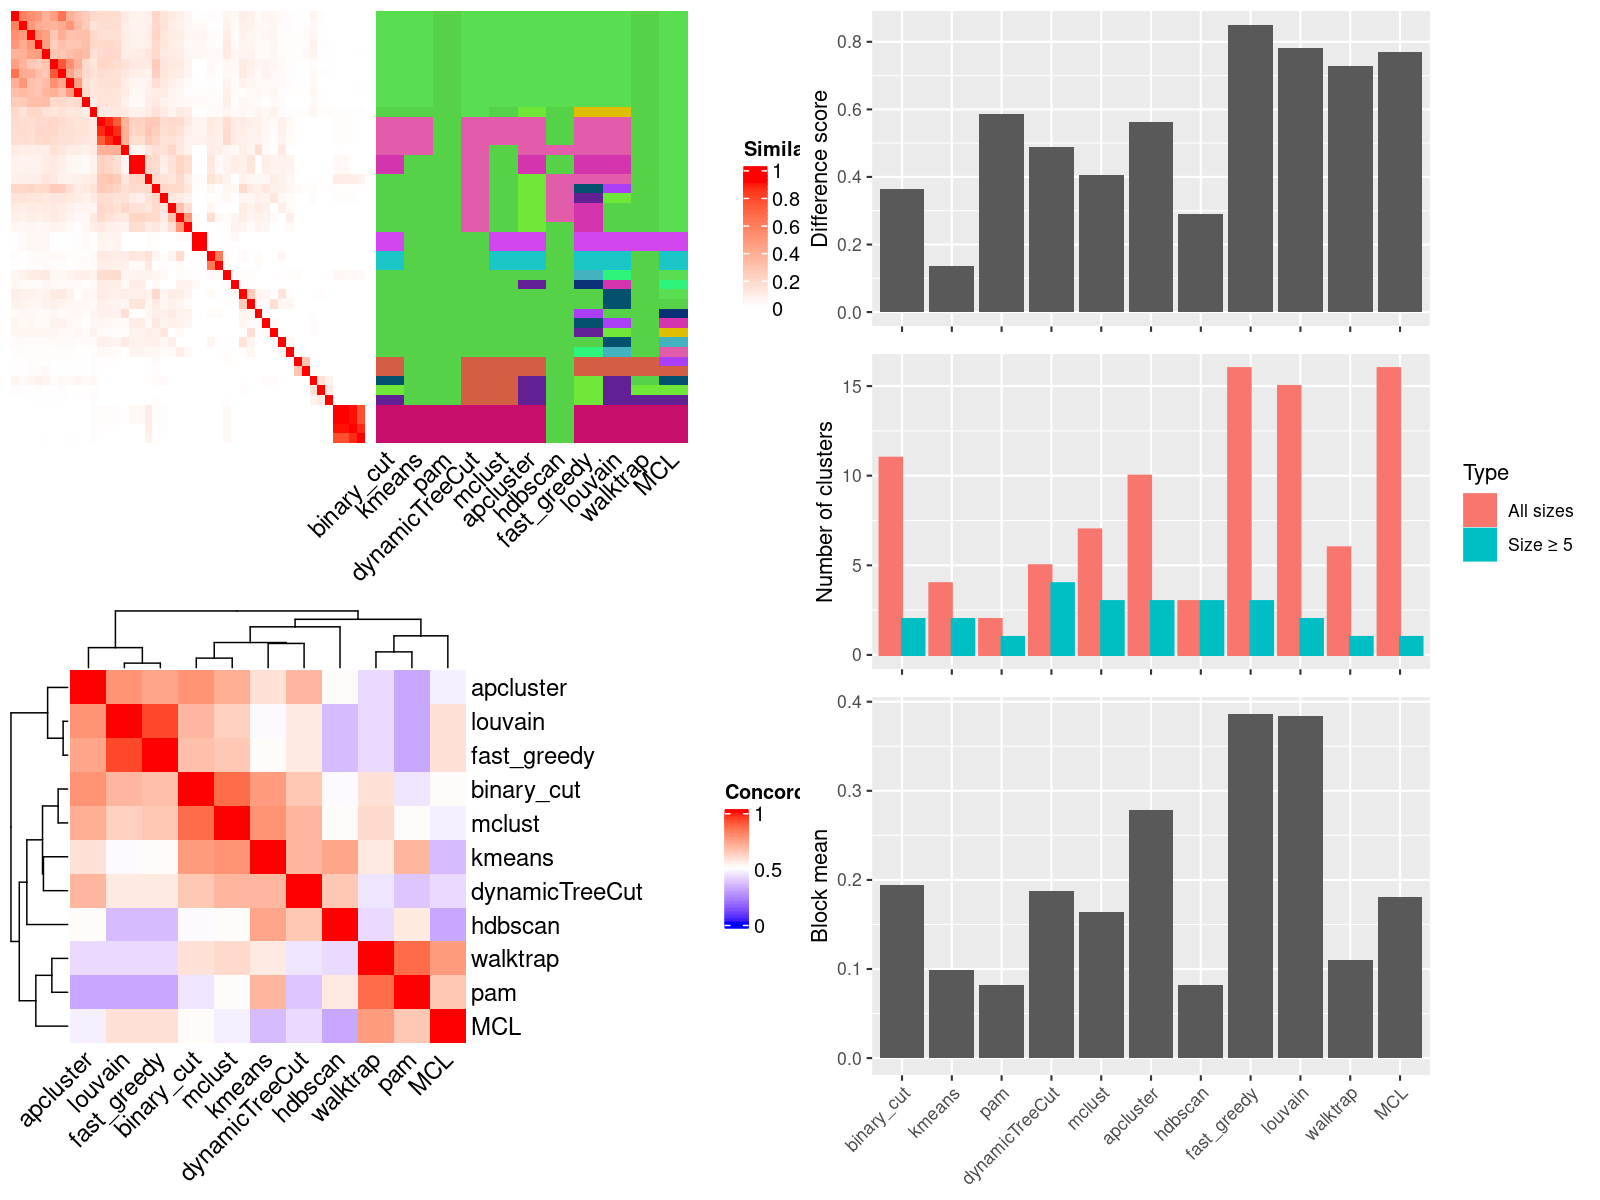 Simila
1
0.8
0.6
0.4
0.2
0
binary_cut
kmeans
pam
dynamicTreeCut
mclust
apcluster
hdbscan
fast_greedy
louvain
walktrap
MCL
Difference score
0.8
0.6
0.4
0.2
0.0
Number of clusters
15
10
5
0
Type
All sizes
Size ≥ 5
apcluster
louvain
fast_greedy
binary_cut
mclust
kmeans
dynamicTreeCut
hdbscan
walktrap
pam
MCL
apcluster
louvain
fast_greedy
binary_cut
mclust
kmeans
dynamicTreeCut
hdbscan
walktrap
pam
MCL
Concord
1
0.5
0
Block mean
0.4
0.3
0.2
0.1
0.0
binary_cut
kmeans
pam
dynamicTreeCut
mclust
apcluster
hdbscan
fast_greedy
louvain
walktrap
MCL